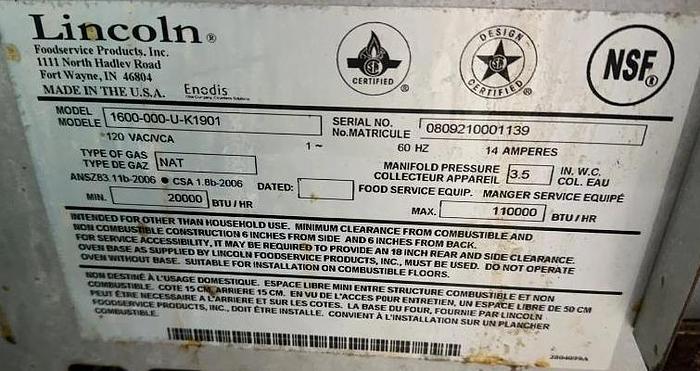 Lincoln®
Foodservice Products, Inc.
1111 North Hadley Road
Fort Wayne, IN 46804
MADE IN THE U.S.A. Enodis
CERTIFIED ®
DESIGN CERTIFICATION
NSF®
MODEL
MODELE 1600-000-U-K1901
SERIAL NO.
No.MATRICULE 0809210001139
120 VAC/VCA 1~ 60 HZ 14 AMPERES
TYPE OF GAS
TYPE DE GAZ NAT
MANIFOLD PRESSURE
COLLECTEUR APPAREIL 3.5 IN. W.C.
COL. EAU
ANSZ83.11b-2006 ● CSA 1.8b-2006 DATED: FOOD SERVICE EQUIP. MANGER SERVICE EQUIPÉ
MIN. 20000 BTU / HR MAX. 110000 BTU / HR
INTENDED FOR OTHER THAN HOUSEHOLD USE. MINIMUM CLEARANCE FROM COMBUSTIBLE AND
NON COMBUSTIBLE CONSTRUCTION 6 INCHES FROM SIDE AND 6 INCHES FROM BACK.
FOR SERVICE ACCESSIBILITY, IT MAY BE REQUIRED TO PROVIDE AN 18 INCH REAR AND SIDE CLEARANCE.
OVEN BASE AS SUPPLIED BY LINCOLN FOODSERVICE PRODUCTS, INC., MUST BE USED. DO NOT OPERATE
OVEN WITHOUT BASE. SUITABLE FOR INSTALLATION ON COMBUSTIBLE FLOORS.
NON DESTINÉ À L'USAGE DOMESTIQUE. ESPACE LIBRE MINI ENTRE STRUCTURE COMBUSTIBLE ET NON
COMBUSTIBLE. COTE 15 CM, ARRIERE 15 CM. EN VU DE L'ACCES POUR ENTRETIEN, UN ESPACE LIBRE DE 50 CM
PEUT ÊTRE NECESSAIRE A L'ARRIERE ET SUR LES COTES. LA BASE DU FOUR, FOURNIE PAR LINCOLN
FOODSERVICE PRODUCTS, INC., DOIT ÊTRE INSTALLE. CONVIENT À L'INSTALLATION SUR UN PLANCHER
COMBUSTIBLE.